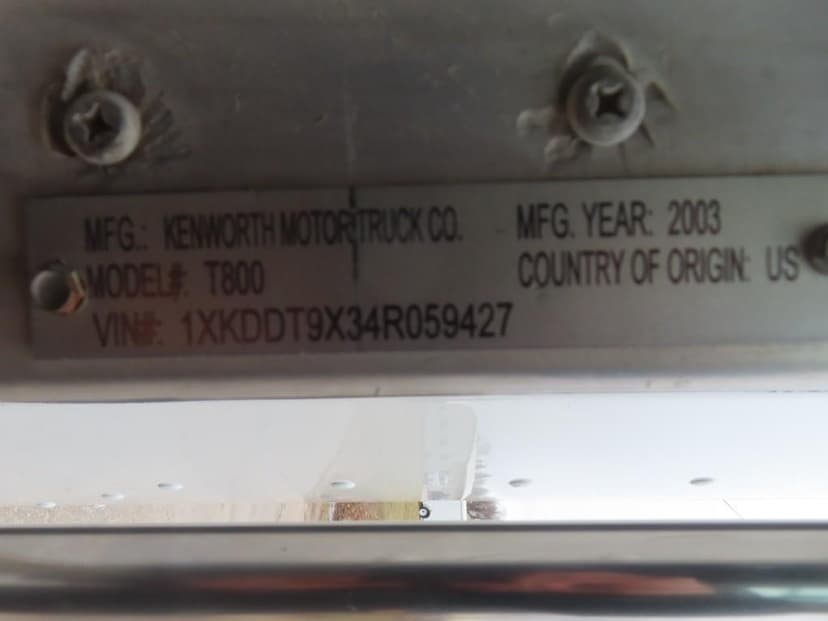 MFG.: KENWORTH MOTOR TRUCK CO. MFG. YEAR: 2003
MODEL#: T800 COUNTRY OF ORIGIN: US
VIN#: 1XKDDT9X34R059427